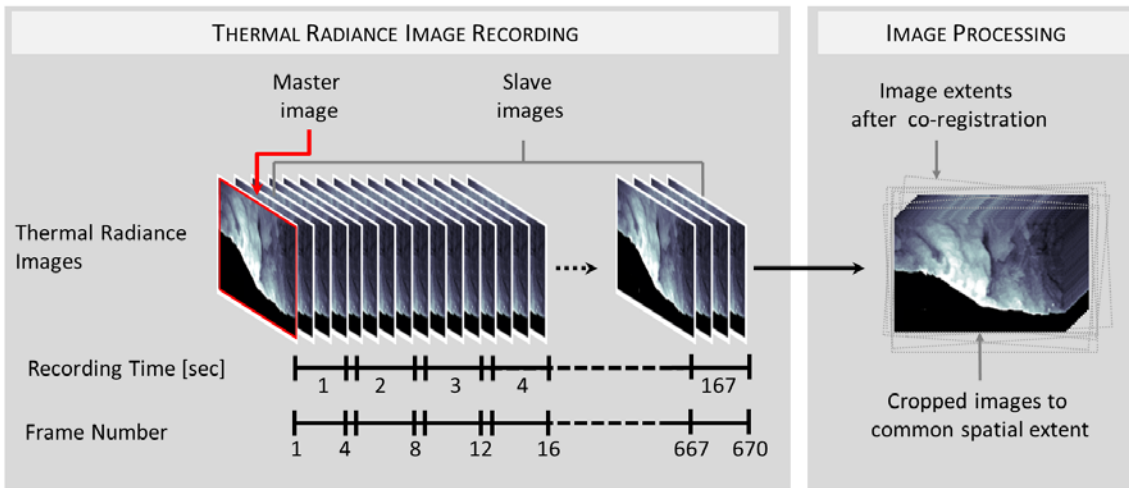 THERMAL RADIANCE IMAGE RECORDING
Master
image
Slave
images
Thermal Radiance
Images
Recording Time [sec]
1 2 3 4 167
Frame Number
1 4 8 12 16 667 670
IMAGE PROCESSING
Image extents
after co-registration
Cropped images to
common spatial extent